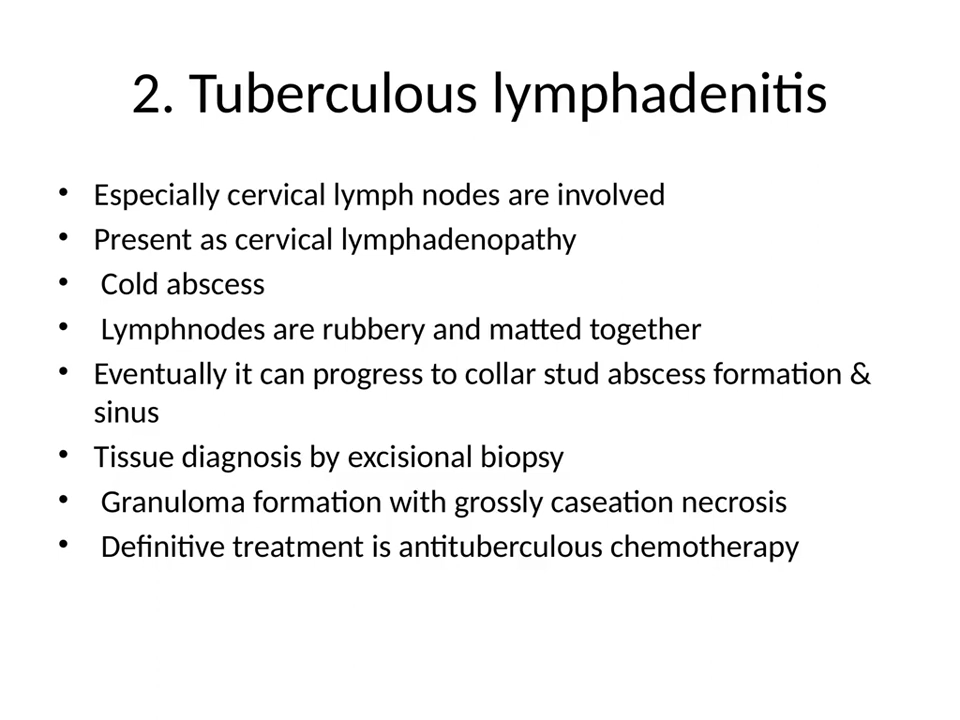 2. Tuberculous lymphadenitis
• Especially cervical lymph nodes are involved
• Present as cervical lymphadenopathy
• Cold abscess
• Lymphnodes are rubbery and matted together
• Eventually it can progress to collar stud abscess formation &
sinus
• Tissue diagnosis by excisional biopsy
• Granuloma formation with grossly caseation necrosis
• Definitive treatment is antituberculous chemotherapy